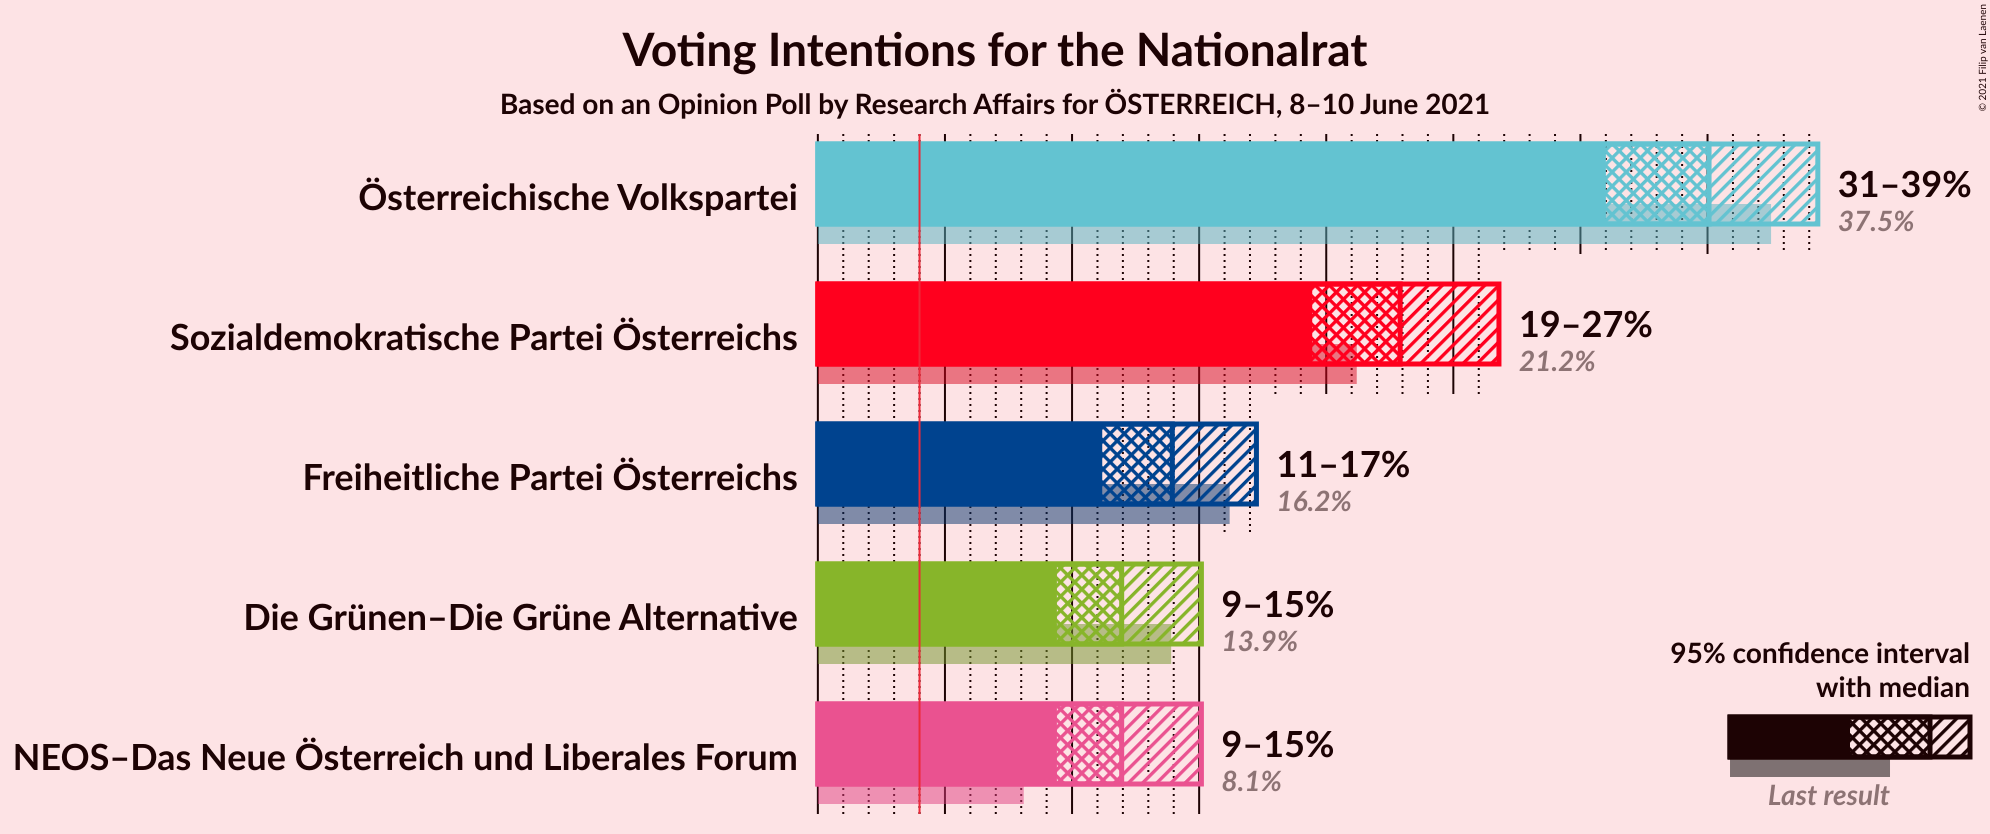 Voting Intentions for the Nationalrat
Based on an Opinion Poll by Research Affairs for ÖSTERREICH, 8–10 June 2021
© 2021 Filip van Laenen
Österreichische Volkspartei
31–39%
37.5%
Sozialdemokratische Partei Österreichs
19–27%
21.2%
Freiheitliche Partei Österreichs
11–17%
16.2%
Die Grünen–Die Grüne Alternative
9–15%
13.9%
NEOS–Das Neue Österreich und Liberales Forum
9–15%
8.1%
95% confidence interval
with median
Last result